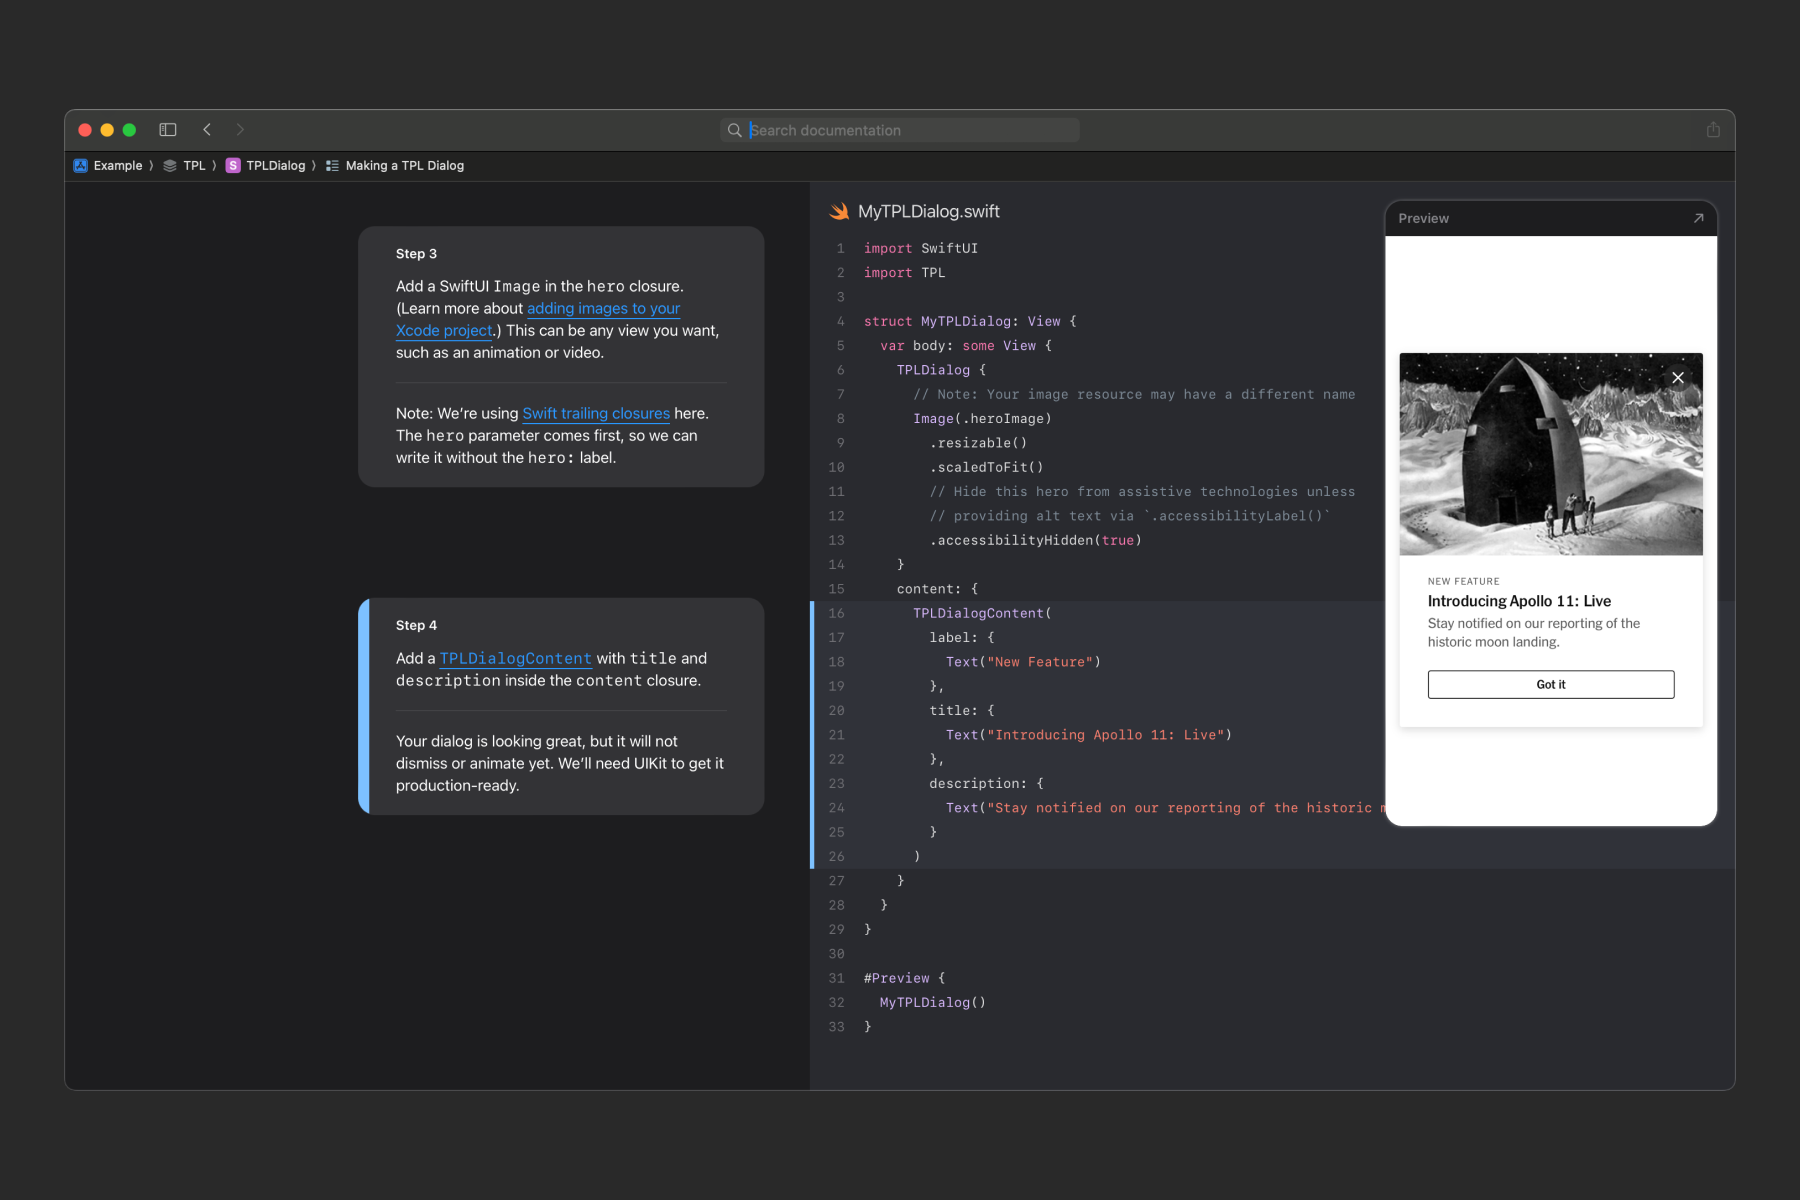 Search documentation
Example 〉 TPL 〉 S TPLDialog 〉 Making a TPL Dialog
Step 3
Add a SwiftUI Image in the hero closure.
(Learn more about adding images to your
Xcode project.) This can be any view you want,
such as an animation or video.
Note: We’re using Swift trailing closures here.
The hero parameter comes first, so we can
write it without the hero: label.
Step 4
Add a TPLDialogContent with title and
description inside the content closure.
Your dialog is looking great, but it will not
dismiss or animate yet. We’ll need UIKit to get it
production-ready.
MyTPLDialog.swift
1 import SwiftUI
2 import TPL
3
4 struct MyTPLDialog: View {
5   var body: some View {
6     TPLDialog {
7       // Note: Your image resource may have a different name
8       Image(.heroImage)
9         .resizable()
10         .scaledToFit()
11         // Hide this hero from assistive technologies unless
12         // providing alt text via `.accessibilityLabel()`
13         .accessibilityHidden(true)
14     }
15     content: {
16       TPLDialogContent(
17         label: {
18           Text("New Feature")
19         },
20         title: {
21           Text("Introducing Apollo 11: Live")
22         },
23         description: {
24           Text("Stay notified on our reporting of the historic
25         }
26       )
27     }
28   }
29 }
30
31 #Preview {
32   MyTPLDialog()
33 }
Preview
NEW FEATURE
Introducing Apollo 11: Live
Stay notified on our reporting of the
historic moon landing.
Got it